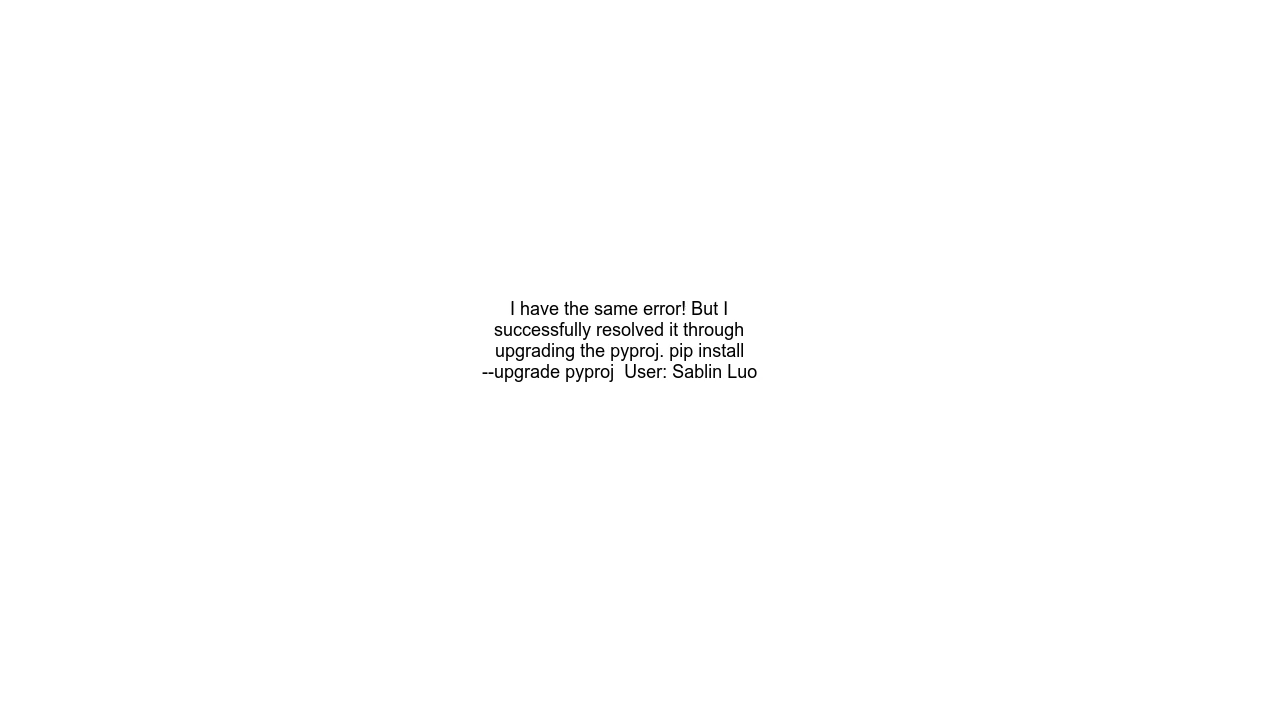 I have the same error! But I
successfully resolved it through
upgrading the pyproj. pip install
--upgrade pyproj  User: Sablin Luo